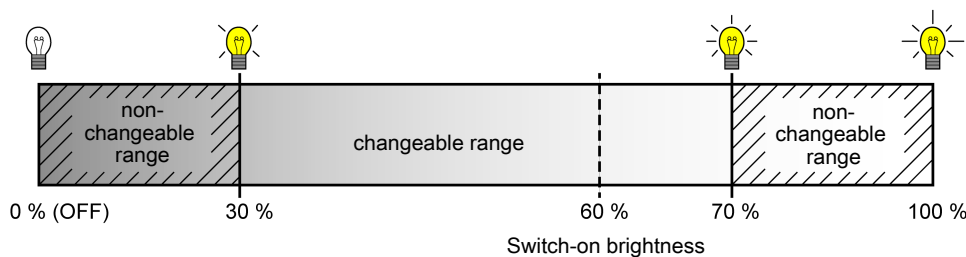 non-
changeable
range
changeable range
non-
changeable
range
0 % (OFF)
30 %
60 %
70 %
100 %
Switch-on brightness